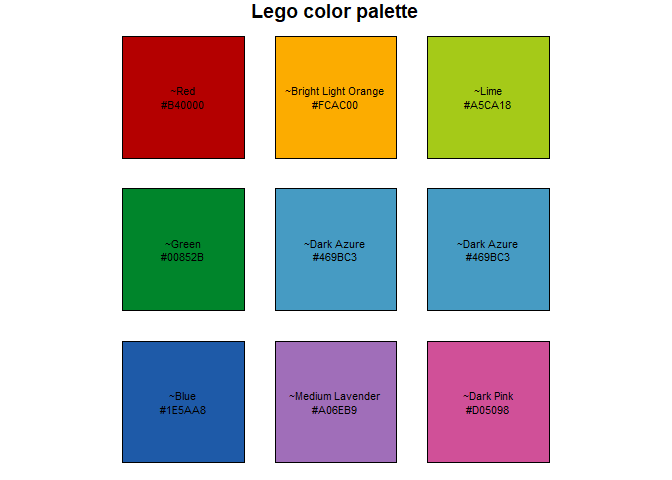 Lego color palette
~Red
#B40000
~Bright Light Orange
#FCAC00
~Lime
#A5CA18
~Green
#00852B
~Dark Azure
#469BC3
~Dark Azure
#469BC3
~Blue
#1E5AA8
~Medium Lavender
#A06EB9
~Dark Pink
#D05098